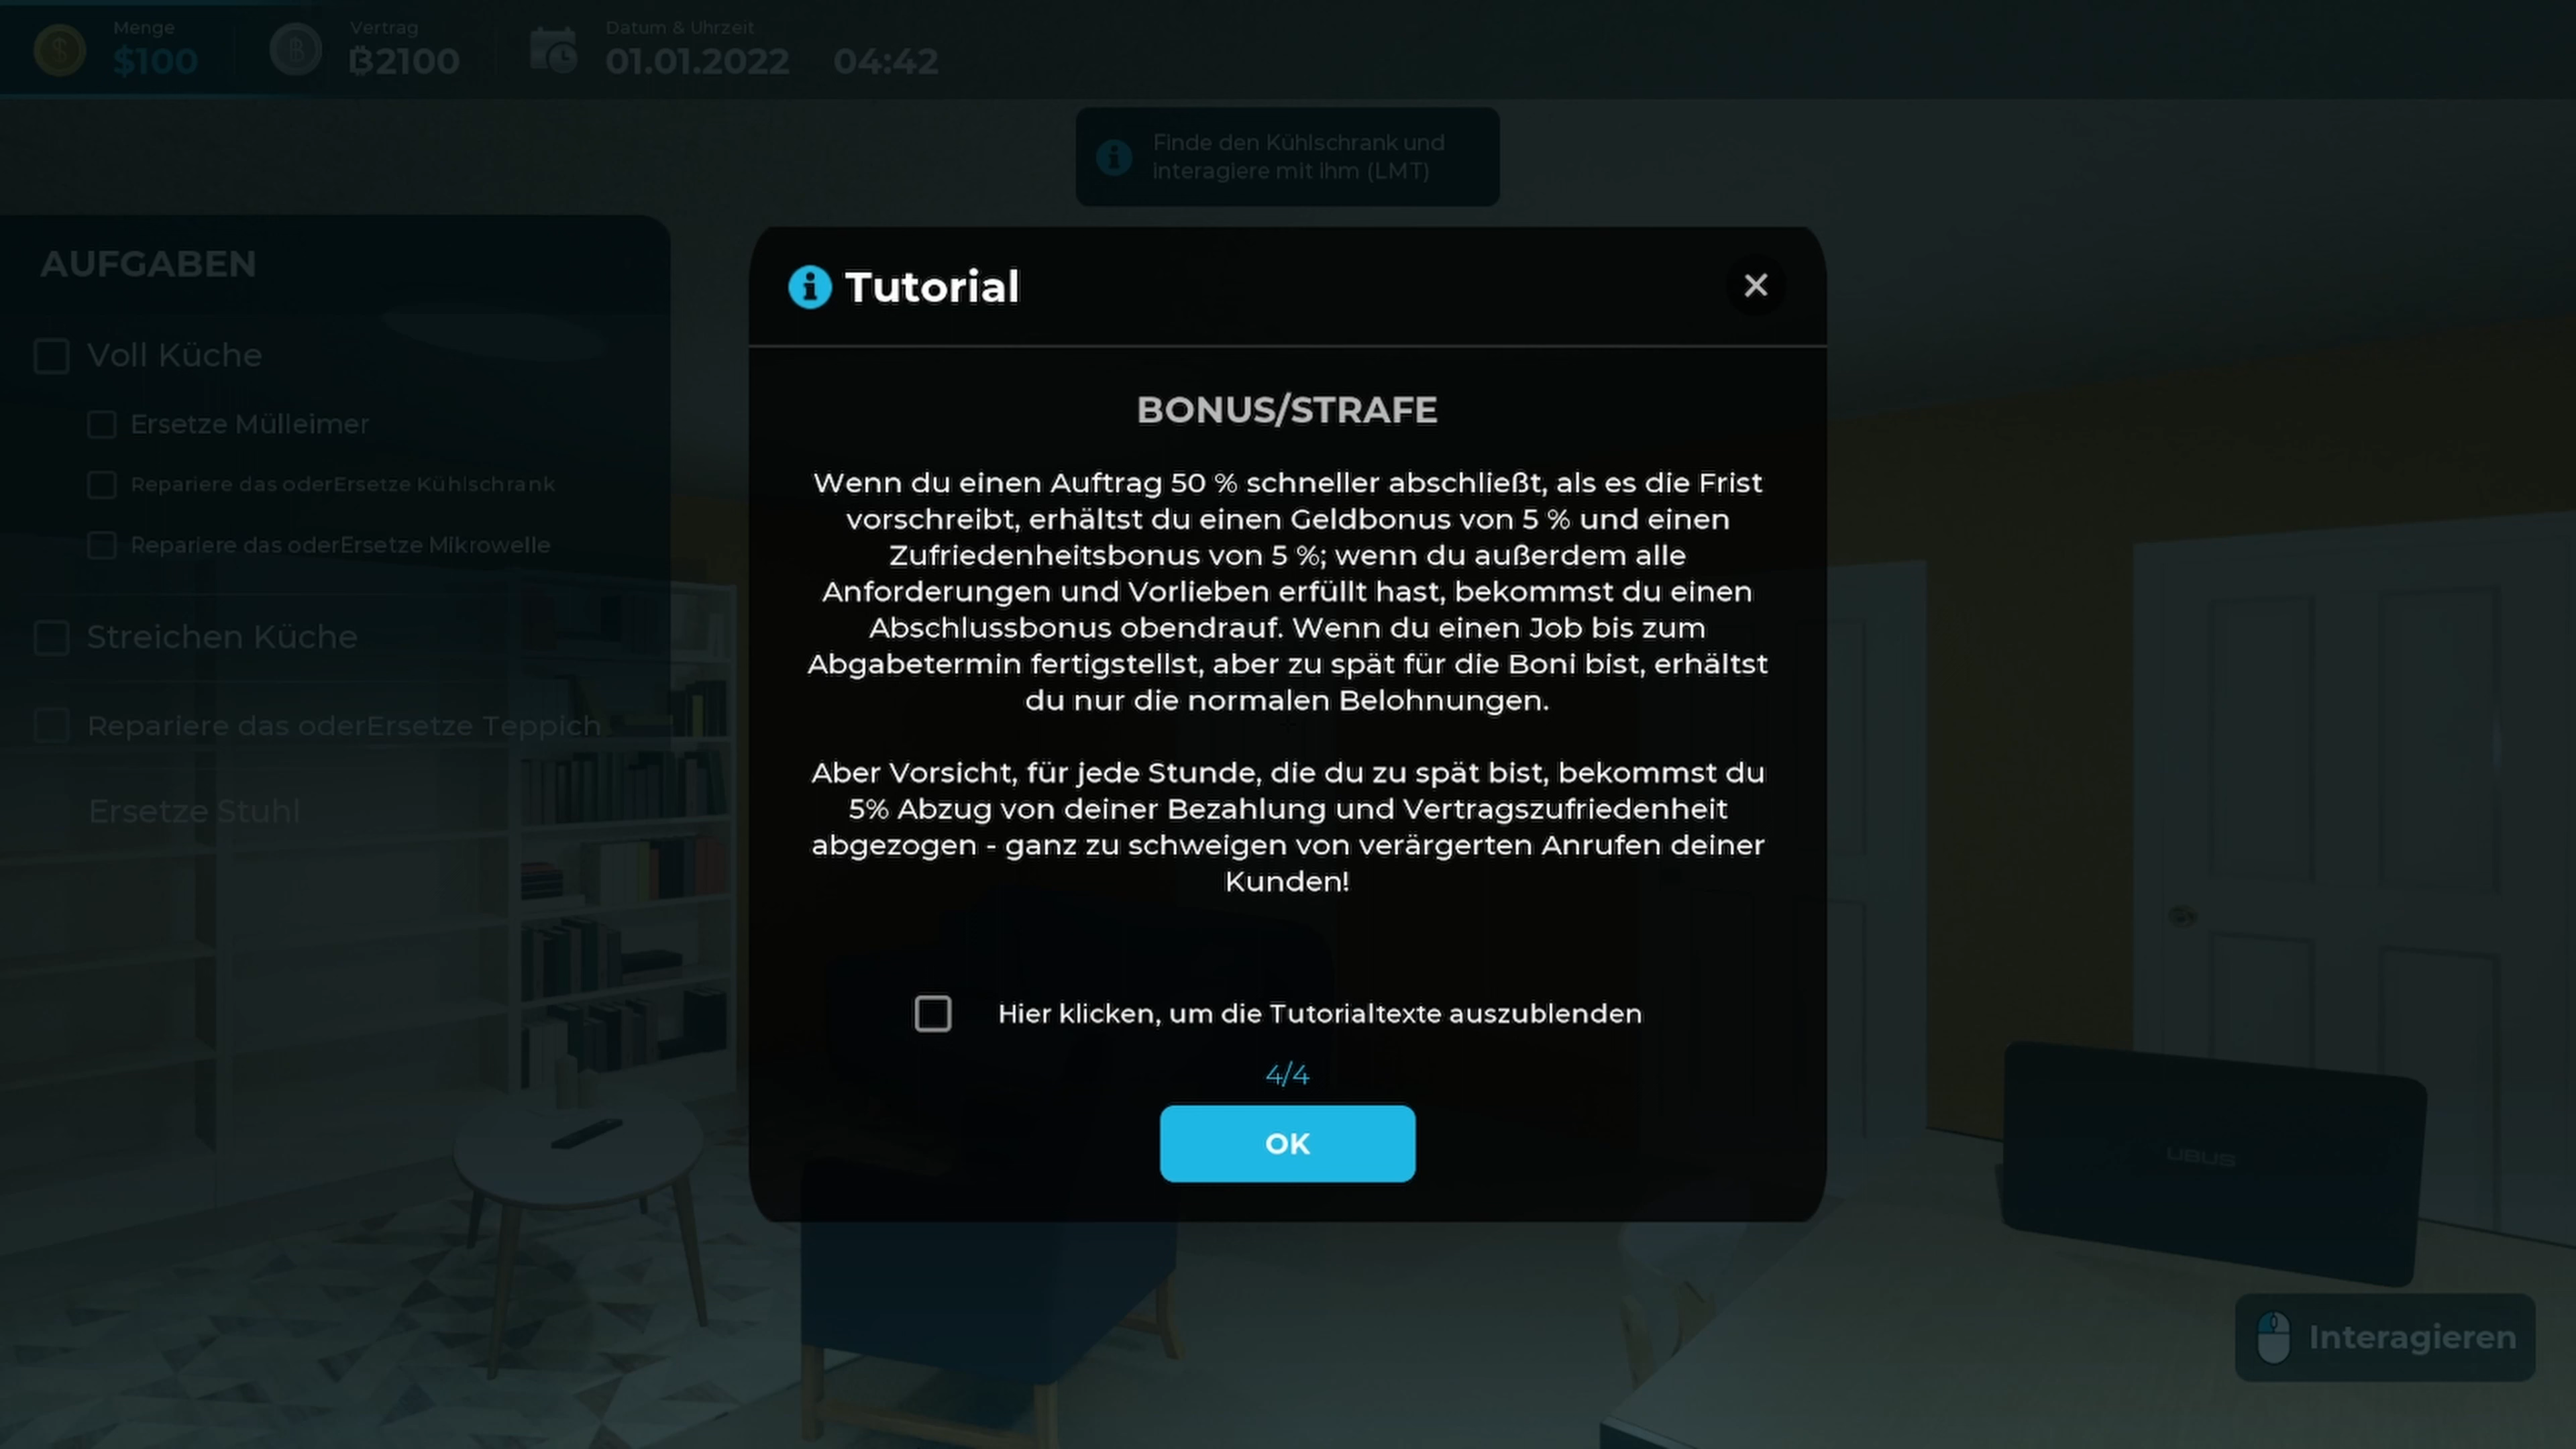 Menge
$100
Vertrag
₿2100
Datum & Uhrzeit
01.01.2022 04:42
Finde den Kühlschrank und
interagiere mit ihm (LMT)
AUFGABEN
Voll Küche
Ersetze Mülleimer
Repariere das oderErsetze Kühlschrank
Repariere das oderErsetze Mikrowelle
Streichen Küche
Repariere das oderErsetze Teppich
Ersetze Stuhl
Tutorial
BONUS/STRAFE
Wenn du einen Auftrag 50 % schneller abschließt, als es die Frist
vorschreibt, erhältst du einen Geldbonus von 5 % und einen
Zufriedenheitsbonus von 5 %; wenn du außerdem alle
Anforderungen und Vorlieben erfüllt hast, bekommst du einen
Abschlussbonus obendrauf. Wenn du einen Job bis zum
Abgabetermin fertigstellst, aber zu spät für die Boni bist, erhältst
du nur die normalen Belohnungen.
Aber Vorsicht, für jede Stunde, die du zu spät bist, bekommst du
5% Abzug von deiner Bezahlung und Vertragszufriedenheit
abgezogen - ganz zu schweigen von verärgerten Anrufen deiner
Kunden!
Hier klicken, um die Tutorialtexte auszublenden
4/4
OK
UBUS
Interagieren